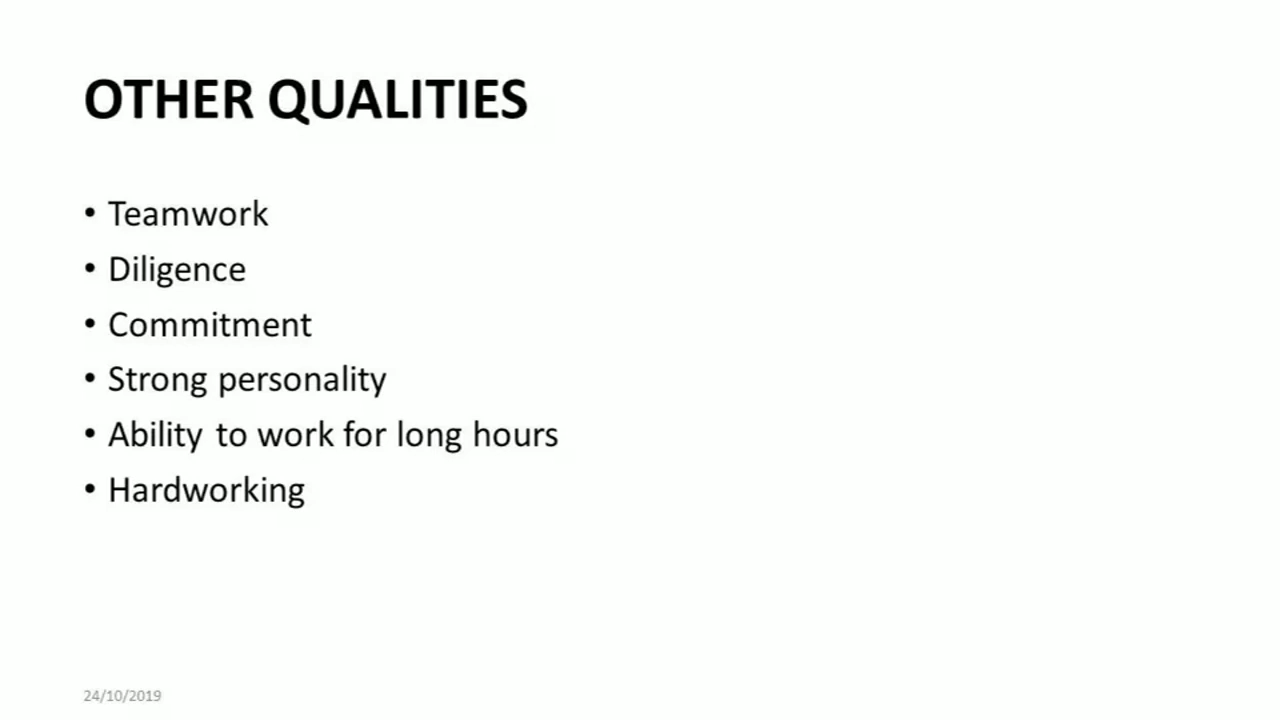 OTHER QUALITIES
• Teamwork
• Diligence
• Commitment
• Strong personality
• Ability to work for long hours
• Hardworking
24/10/2019